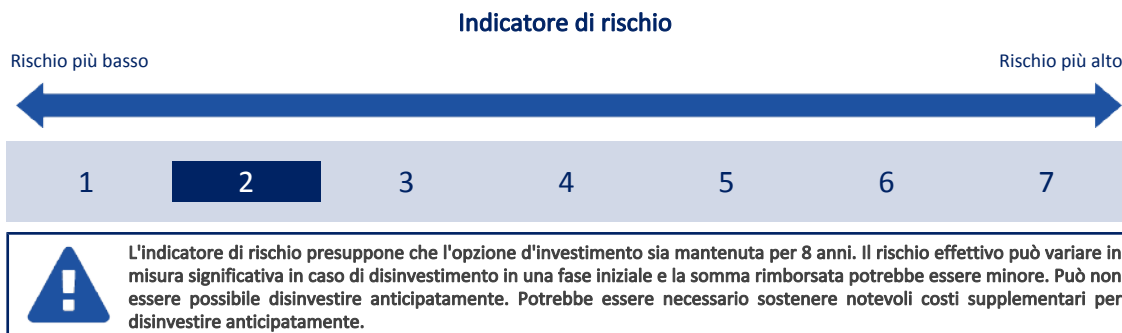 Indicatore di rischio
Rischio più basso
Rischio più alto
1 2 3 4 5 6 7
L'indicatore di rischio presuppone che l'opzione d'investimento sia mantenuta per 8 anni. Il rischio effettivo può variare in
misura significativa in caso di disinvestimento in una fase iniziale e la somma rimborsata potrebbe essere minore. Può non
essere possibile disinvestire anticipatamente. Potrebbe essere necessario sostenere notevoli costi supplementari per
disinvestire anticipatamente.